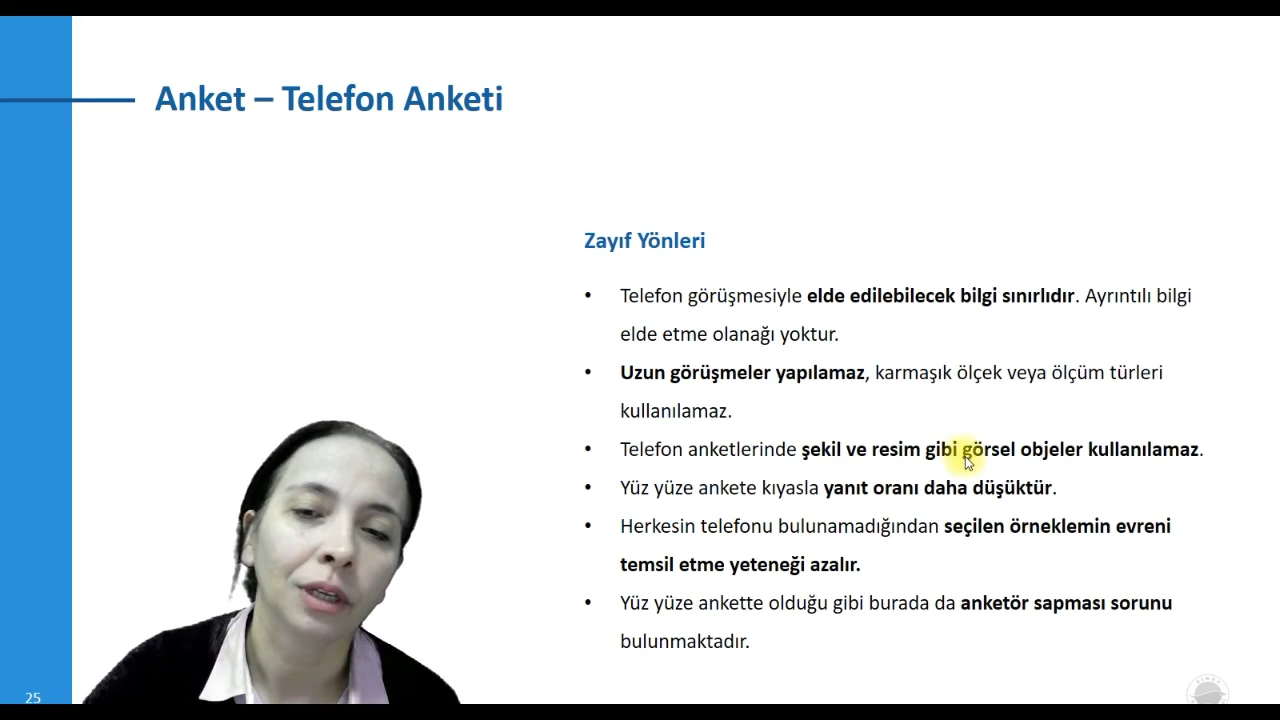 Anket – Telefon Anketi
Zayıf Yönleri
• Telefon görüşmesiyle elde edilebilecek bilgi sınırlıdır. Ayrıntılı bilgi
elde etme olanağı yoktur.
• Uzun görüşmeler yapılamaz, karmaşık ölçek veya ölçüm türleri
kullanılamaz.
• Telefon anketlerinde şekil ve resim gibi görsel objeler kullanılamaz.
• Yüz yüze ankete kıyasla yanıt oranı daha düşüktür.
• Herkesin telefonu bulunamadığından seçilen örneklemin evreni
temsil etme yeteneği azalır.
• Yüz yüze ankette olduğu gibi burada da anketör sapması sorunu
bulunmaktadır.
25